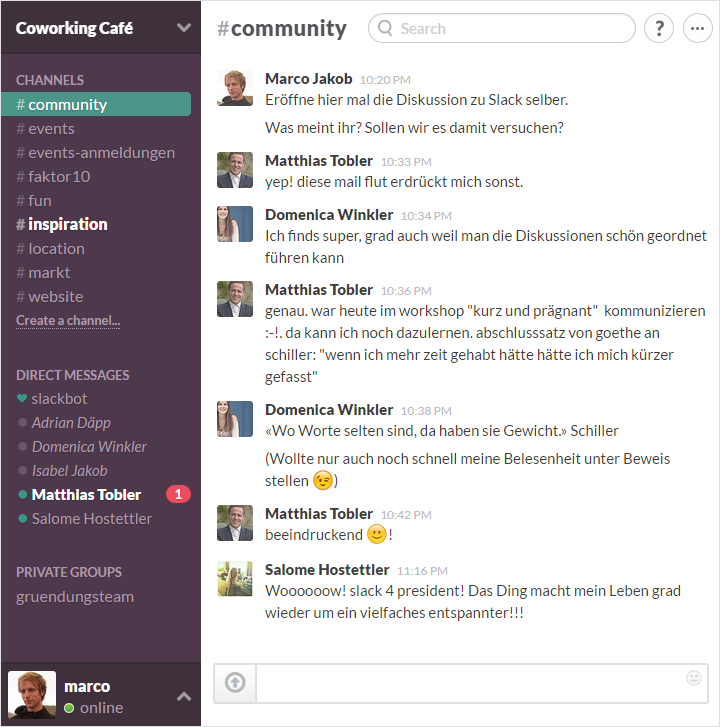 Coworking Café
CHANNELS
# community
# events
# events-anmeldungen
# faktor10
# fun
# inspiration
# location
# markt
# website
Create a channel...
DIRECT MESSAGES
slackbot
Adrian Däpp
Domenica Winkler
Isabel Jakob
Matthias Tobler 1
Salome Hostettler
PRIVATE GROUPS
gruendungsteam
marco
online
#community
Search
?
Marco Jakob 10:20 PM
Eröffne hier mal die Diskussion zu Slack selber.
Was meint ihr? Sollen wir es damit versuchen?
Matthias Tobler 10:33 PM
yep! diese mail flut erdrückt mich sonst.
Domenica Winkler 10:34 PM
Ich finds super, grad auch weil man die Diskussionen schön geordnet
führen kann
Matthias Tobler 10:36 PM
genau. war heute im workshop "kurz und prägnant"  kommunizieren
:-!. da kann ich noch dazulernen. abschlusssatz von goethe an
schiller: "wenn ich mehr zeit gehabt hätte hätte ich mich kürzer
gefasst"
Domenica Winkler 10:38 PM
«Wo Worte selten sind, da haben sie Gewicht.» Schiller
(Wollte nur auch noch schnell meine Belesenheit unter Beweis
stellen 😉)
Matthias Tobler 10:42 PM
beeindruckend 🙂!
Salome Hostettler 11:16 PM
Woooooow! slack 4 president! Das Ding macht mein Leben grad
wieder um ein vielfaches entspannter!!!